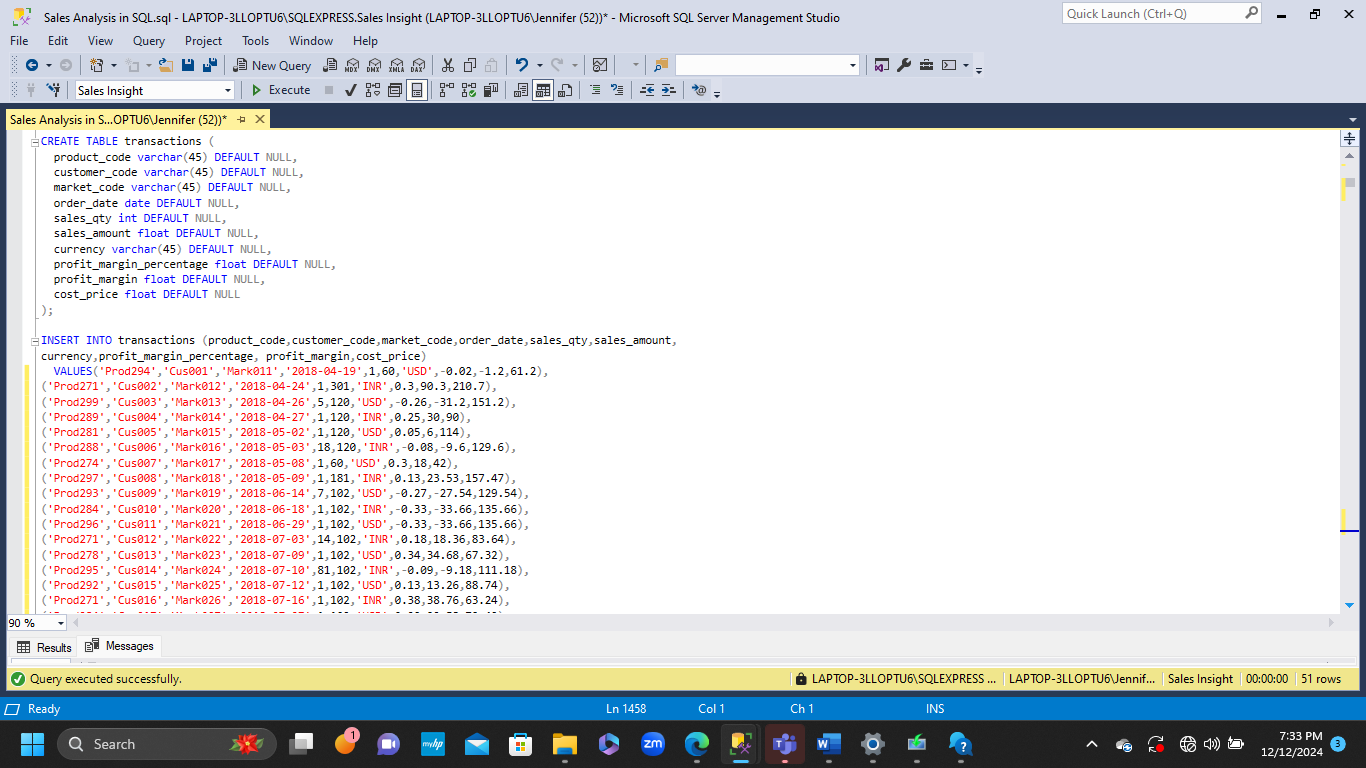 Sales Analysis in SQL.sql - LAPTOP-3LLOPTU6\SQLEXPRESS.Sales Insight (LAPTOP-3LLOPTU6\Jennifer (52))* - Microsoft SQL Server Management Studio
Quick Launch (Ctrl+Q)
File Edit View Query Project Tools Window Help
New Query MDX DMX XMLA DAX
Sales Insight Execute
Sales Analysis in S...OPTU6\Jennifer (52))*
CREATE TABLE transactions (
product_code varchar(45) DEFAULT NULL,
customer_code varchar(45) DEFAULT NULL,
market_code varchar(45) DEFAULT NULL,
order_date date DEFAULT NULL,
sales_qty int DEFAULT NULL,
sales_amount float DEFAULT NULL,
currency varchar(45) DEFAULT NULL,
profit_margin_percentage float DEFAULT NULL,
profit_margin float DEFAULT NULL,
cost_price float DEFAULT NULL
);
INSERT INTO transactions (product_code,customer_code,market_code,order_date,sales_qty,sales_amount,
currency,profit_margin_percentage, profit_margin,cost_price)
VALUES('Prod294','Cus001','Mark011','2018-04-19',1,60,'USD',-0.02,-1.2,61.2),
('Prod271','Cus002','Mark012','2018-04-24',1,301,'INR',0.3,90.3,210.7),
('Prod299','Cus003','Mark013','2018-04-26',5,120,'USD',-0.26,-31.2,151.2),
('Prod289','Cus004','Mark014','2018-04-27',1,120,'INR',0.25,30,90),
('Prod281','Cus005','Mark015','2018-05-02',1,120,'USD',0.05,6,114),
('Prod288','Cus006','Mark016','2018-05-03',18,120,'INR',-0.08,-9.6,129.6),
('Prod274','Cus007','Mark017','2018-05-08',1,60,'USD',0.3,18,42),
('Prod297','Cus008','Mark018','2018-05-09',1,181,'INR',0.13,23.53,157.47),
('Prod293','Cus009','Mark019','2018-06-14',7,102,'USD',-0.27,-27.54,129.54),
('Prod284','Cus010','Mark020','2018-06-18',1,102,'INR',-0.33,-33.66,135.66),
('Prod296','Cus011','Mark021','2018-06-29',1,102,'USD',-0.33,-33.66,135.66),
('Prod271','Cus012','Mark022','2018-07-03',14,102,'INR',0.18,18.36,83.64),
('Prod278','Cus013','Mark023','2018-07-09',1,102,'USD',0.34,34.68,67.32),
('Prod295','Cus014','Mark024','2018-07-10',81,102,'INR',-0.09,-9.18,111.18),
('Prod292','Cus015','Mark025','2018-07-12',1,102,'USD',0.13,13.26,88.74),
('Prod271','Cus016','Mark026','2018-07-16',1,102,'INR',0.38,38.76,63.24),
90 %
Results Messages
Query executed successfully. LAPTOP-3LLOPTU6\SQLEXPRESS ... LAPTOP-3LLOPTU6\Jennif... Sales Insight 00:00:00 51 rows
Ready Ln 1458 Col 1 Ch 1 INS
Search 1 myhp zm 7:33 PM
12/12/2024 3